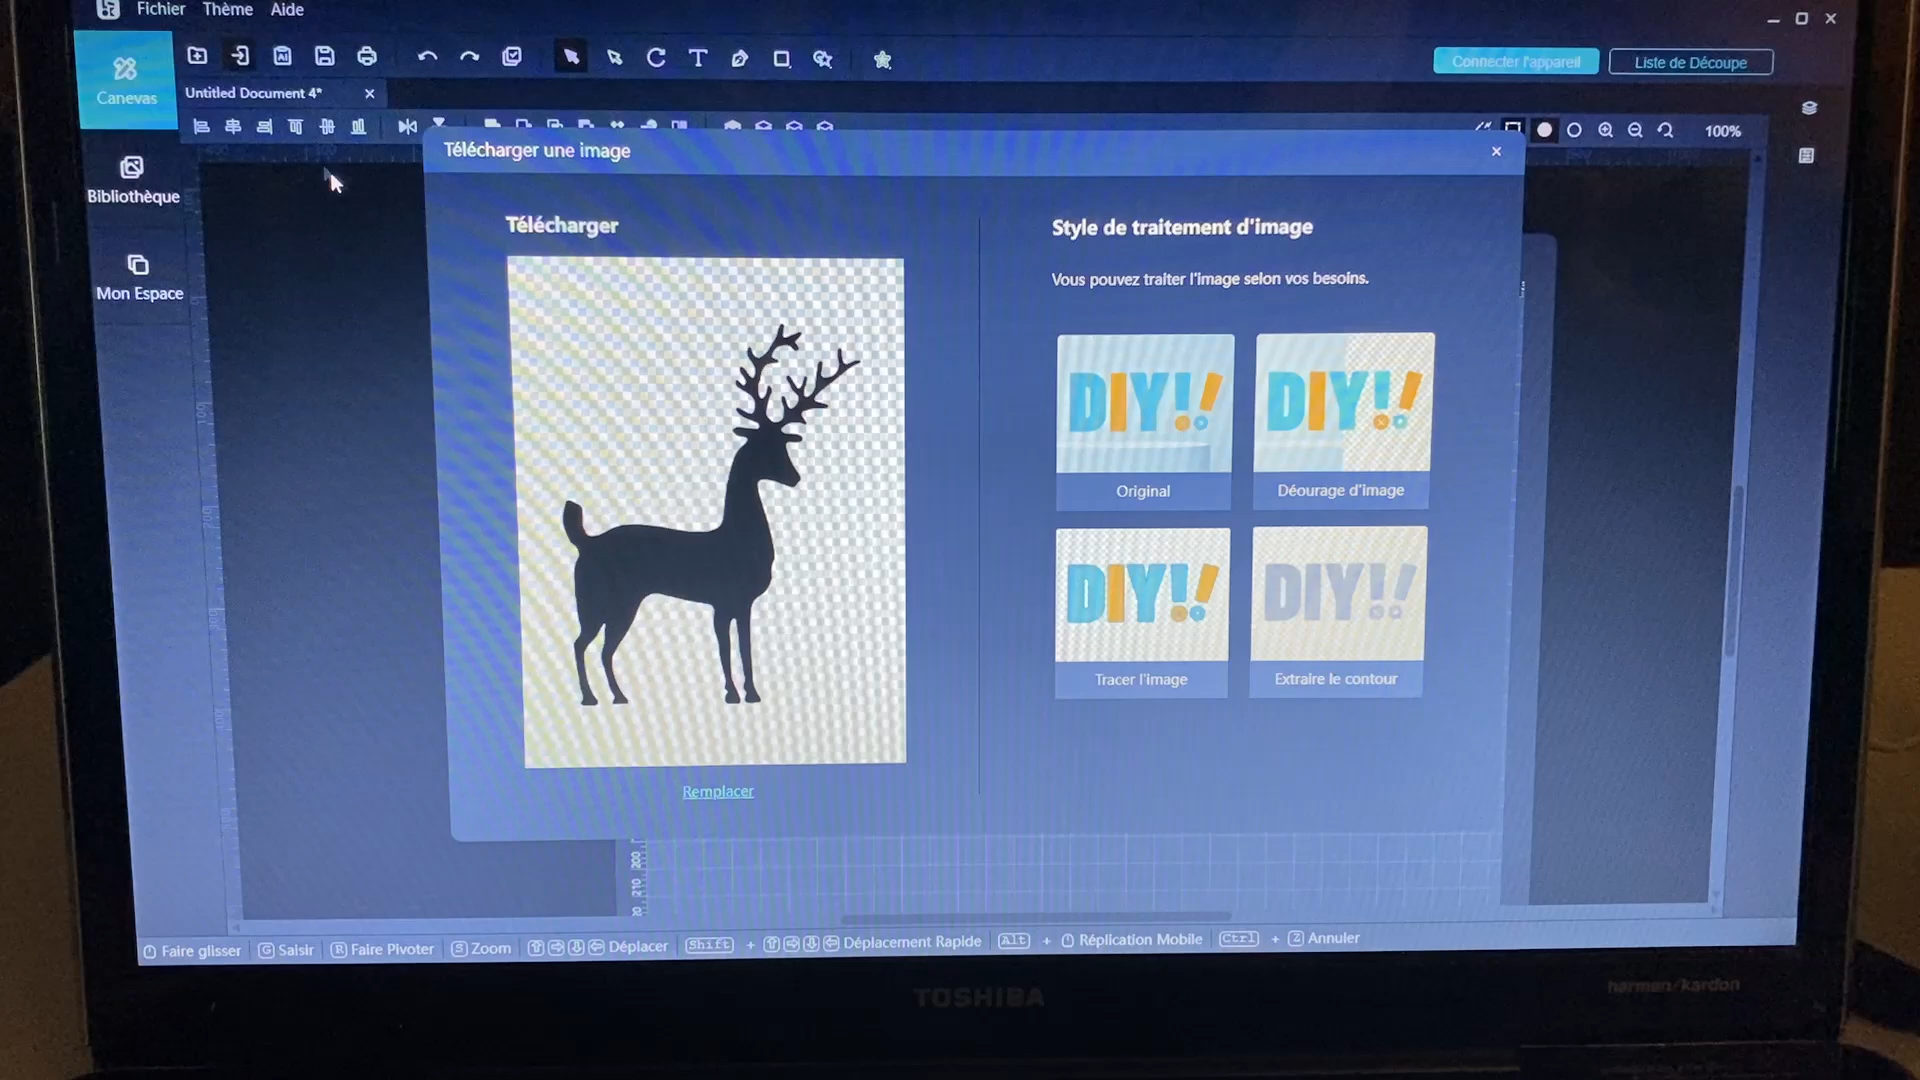 Fichier Thème Aide
Canevas
Connecter l'appareil
Liste de Découpe
Untitled Document 4*
100%
Bibliothèque
Mon Espace
Télécharger une image
Télécharger
Style de traitement d'image
Vous pouvez traiter l'image selon vos besoins.
DIY!!
DIY!!
Original
Déourage d'image
DIY!!
DIY!!
Tracer l'image
Extraire le contour
Remplacer
200
210
Faire glisser G Saisir R Faire Pivoter S Zoom Déplacer Shift + Déplacement Rapide Alt + Réplication Mobile Ctrl + Z Annuler
TOSHIBA
harman/kardon